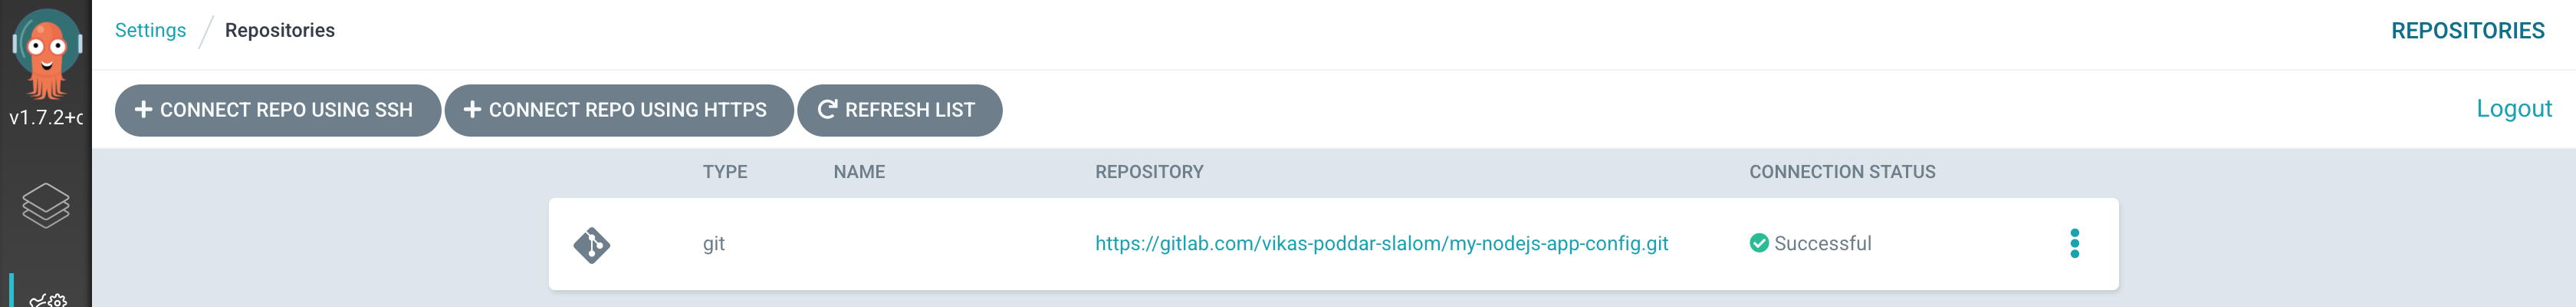 Settings / Repositories
REPOSITORIES
v1.7.2+c
CONNECT REPO USING SSH
CONNECT REPO USING HTTPS
REFRESH LIST
Logout
TYPE NAME REPOSITORY CONNECTION STATUS
git https://gitlab.com/vikas-poddar-slalom/my-nodejs-app-config.git Successful